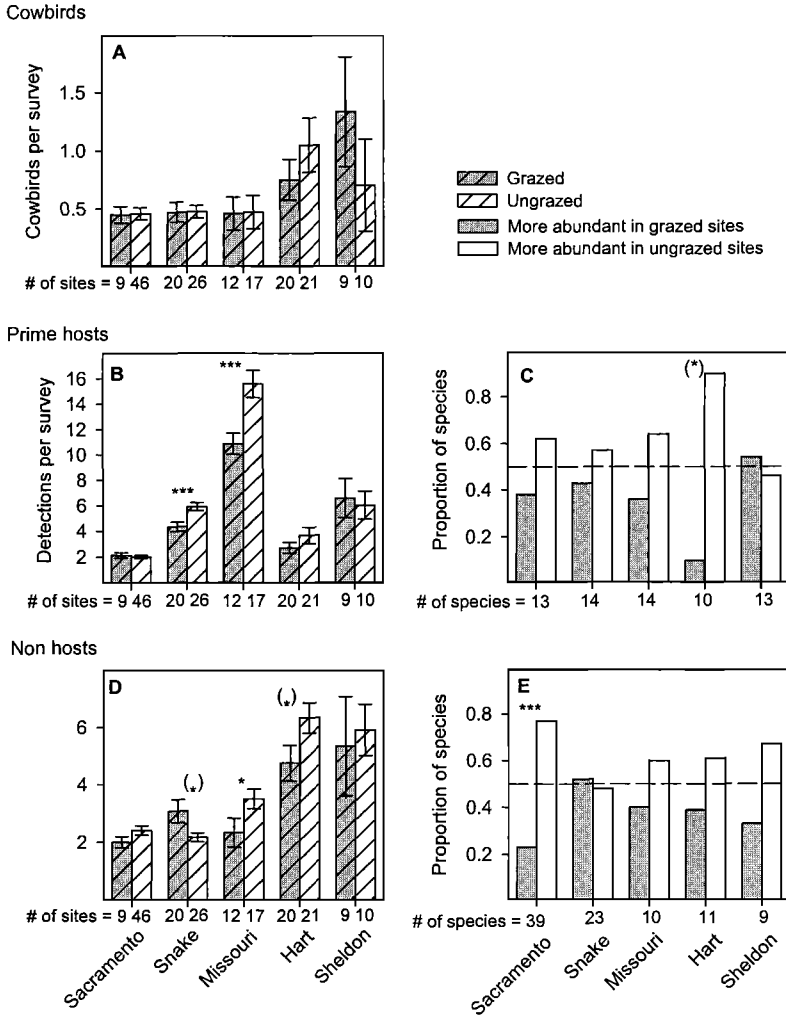 Cowbirds
A
Cowbirds per survey
1.5
1.0
0.5
# of sites = 9 46 20 26 12 17 20 21 9 10
Grazed
Ungrazed
More abundant in grazed sites
More abundant in ungrazed sites
Prime hosts
B
Detections per survey
16
14
12
10
8
6
4
2
***
***
# of sites = 9 46 20 26 12 17 20 21 9 10
C
Proportion of species
0.8
0.6
0.4
0.2
(*)
# of species = 13 14 14 10 13
Non hosts
D
6
4
2
(*)
*
(*)
# of sites = 9 46 20 26 12 17 20 21 9 10
Sacramento
Snake
Missouri
Hart
Sheldon
E
Proportion of species
0.8
0.6
0.4
0.2
***
# of species = 39 23 10 11 9
Sacramento
Snake
Missouri
Hart
Sheldon